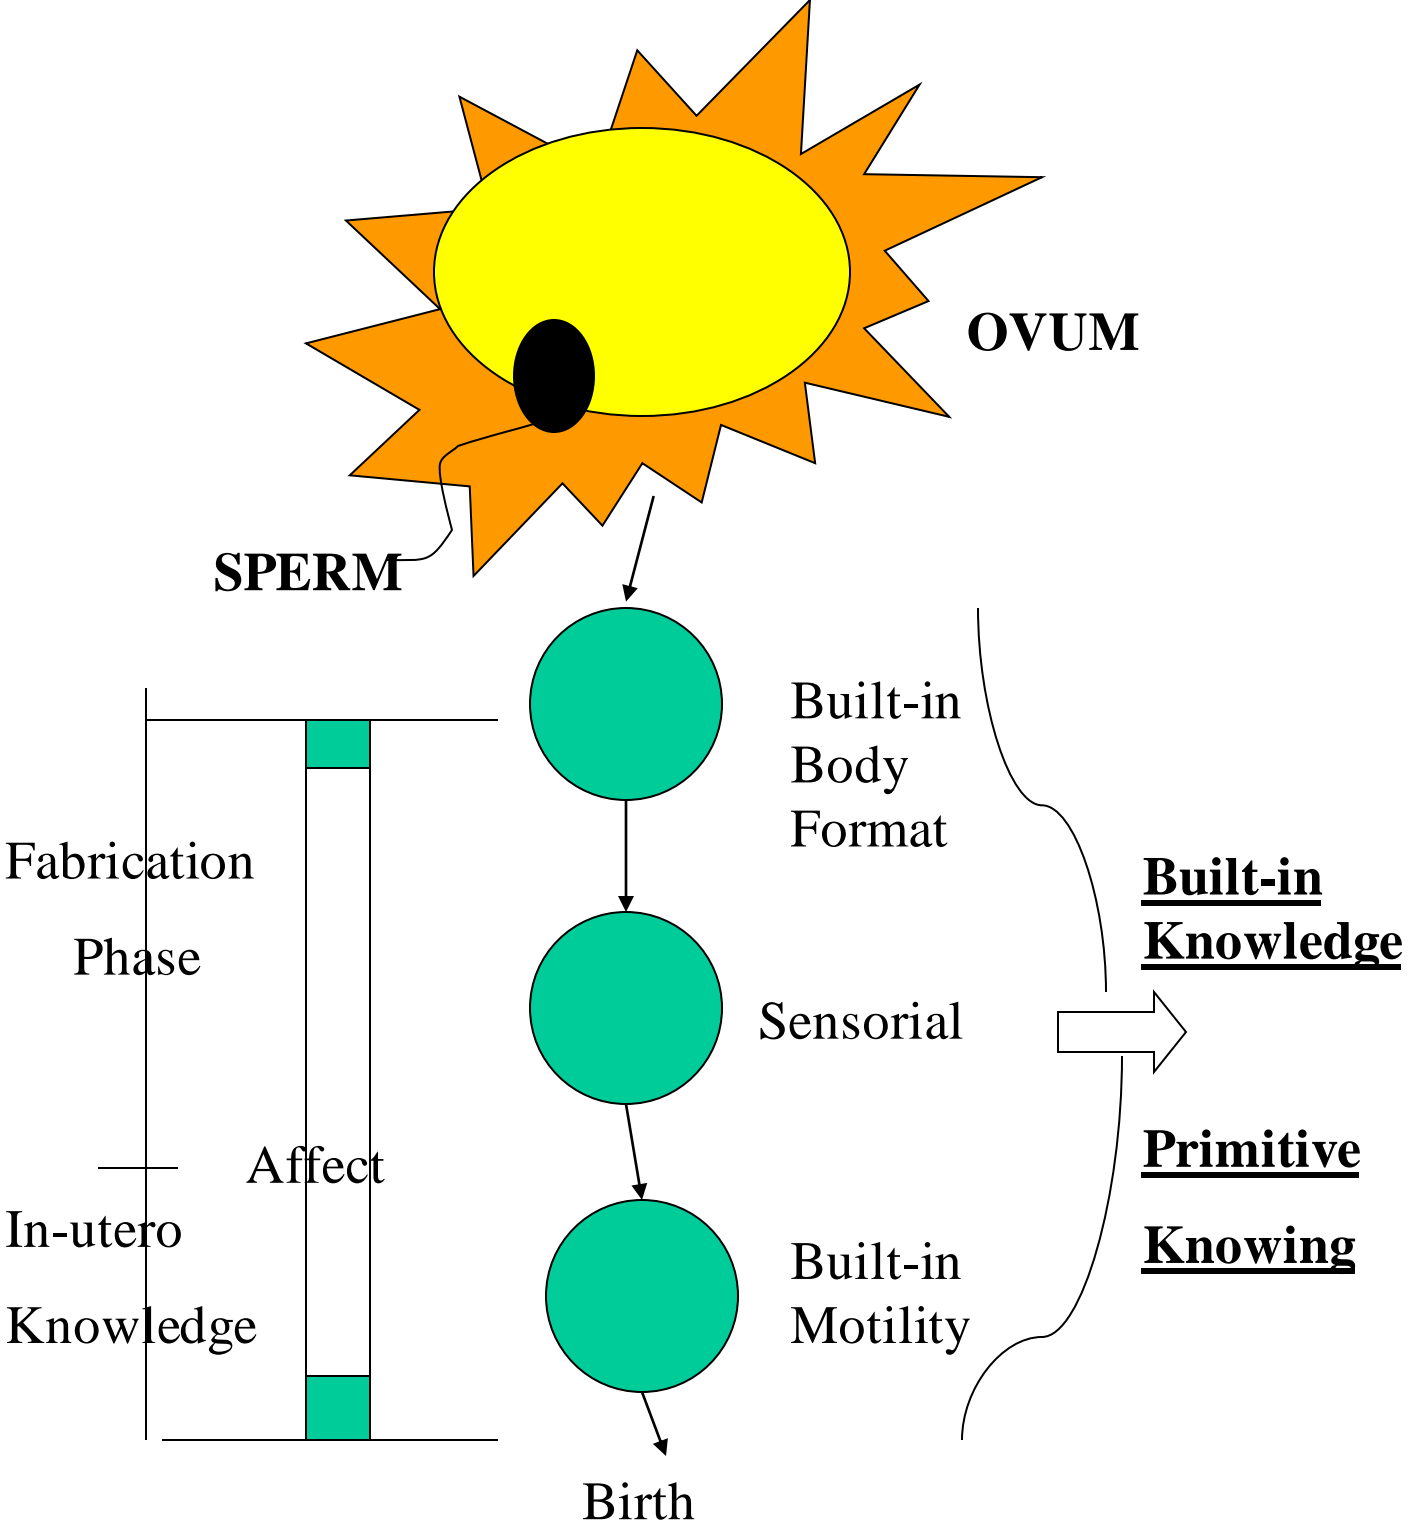 OVUM
SPERM
Built-in
Body
Format
Fabrication
Phase
Built-in
Knowledge
Sensorial
Affect
Primitive
Knowing
In-utero
Knowledge
Built-in
Motility
Birth